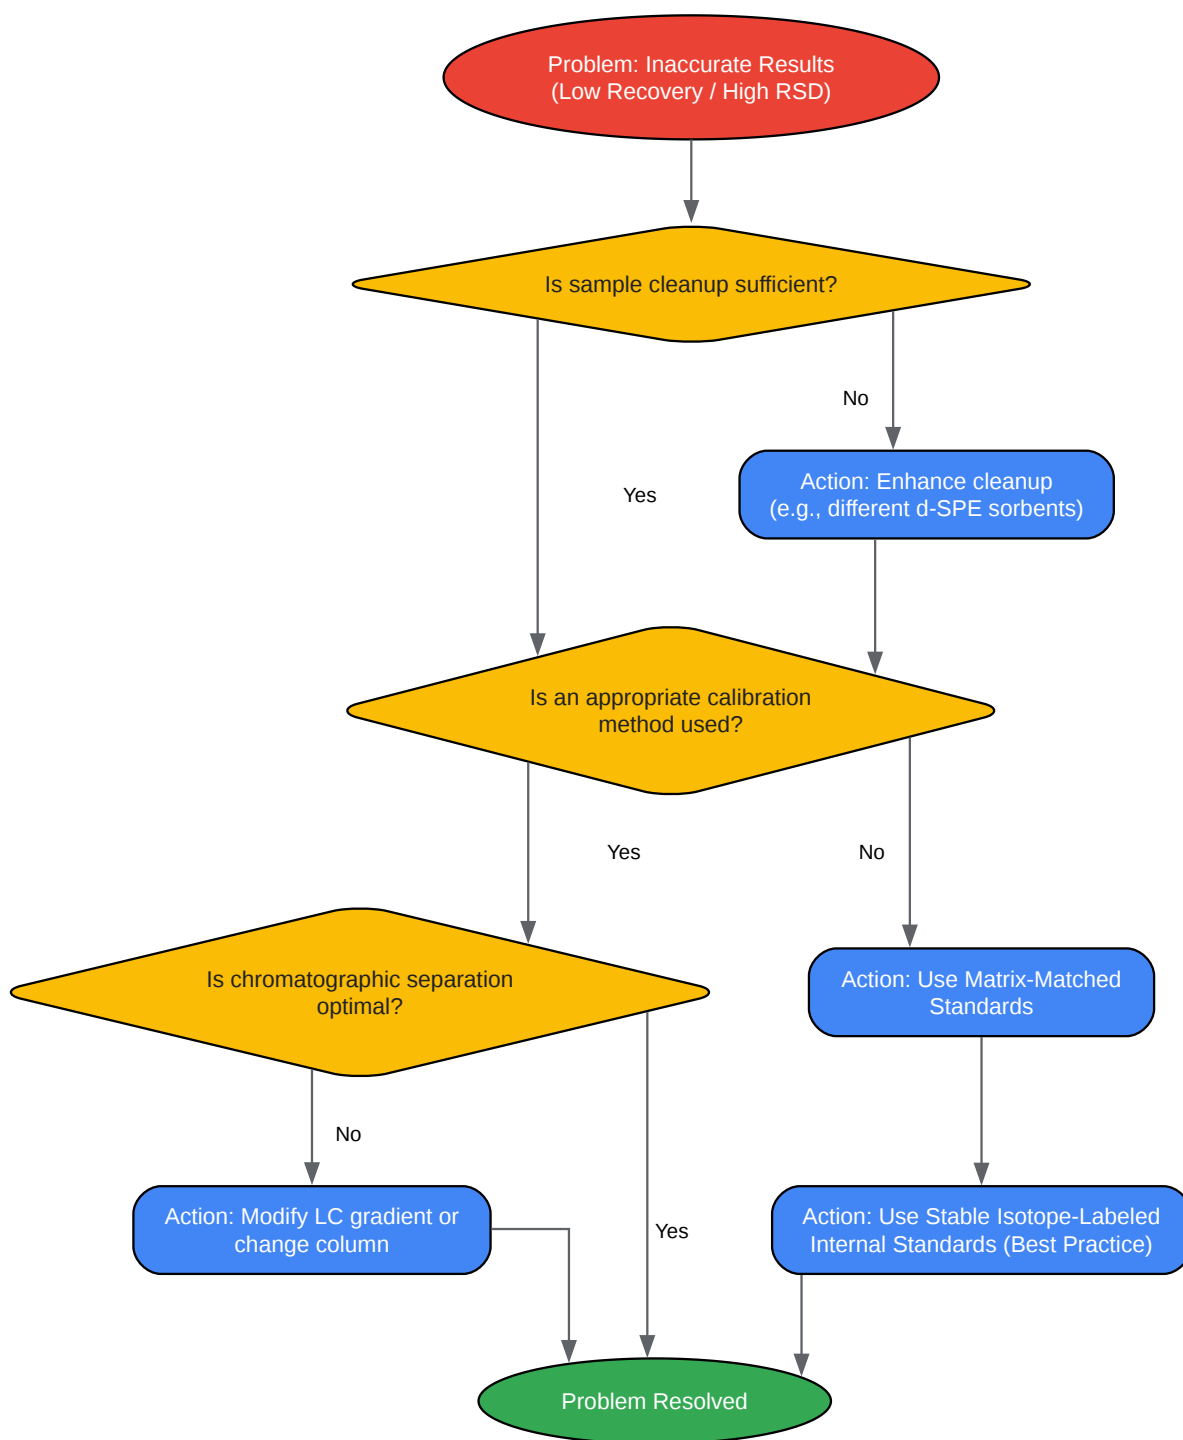 Problem: Inaccurate Results
(Low Recovery / High RSD)
Is sample cleanup sufficient?
No
Action: Enhance cleanup
(e.g., different d-SPE sorbents)
Yes
Is an appropriate calibration
method used?
Yes
No
Is chromatographic separation
optimal?
Action: Use Matrix-Matched
Standards
No
Action: Modify LC gradient or
change column
Yes
Action: Use Stable Isotope-Labeled
Internal Standards (Best Practice)
Problem Resolved